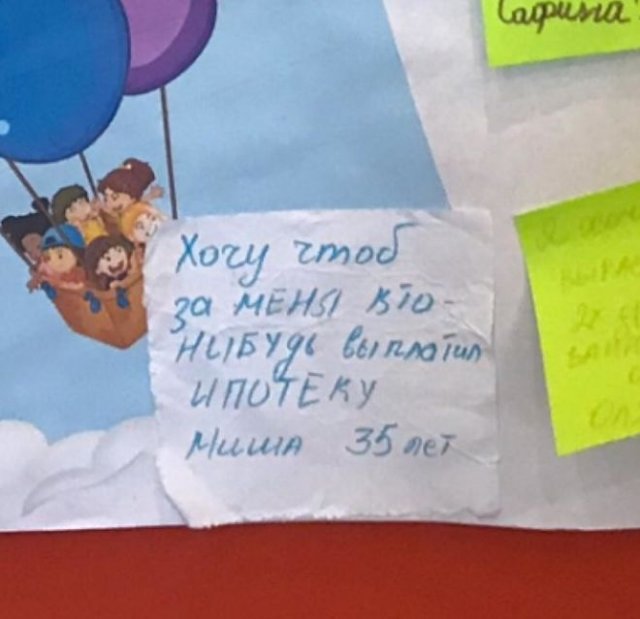 Сафина
Хочу чтоб
за меня кто-
нибудь выплатил
ипотеку
Миша 35 лет